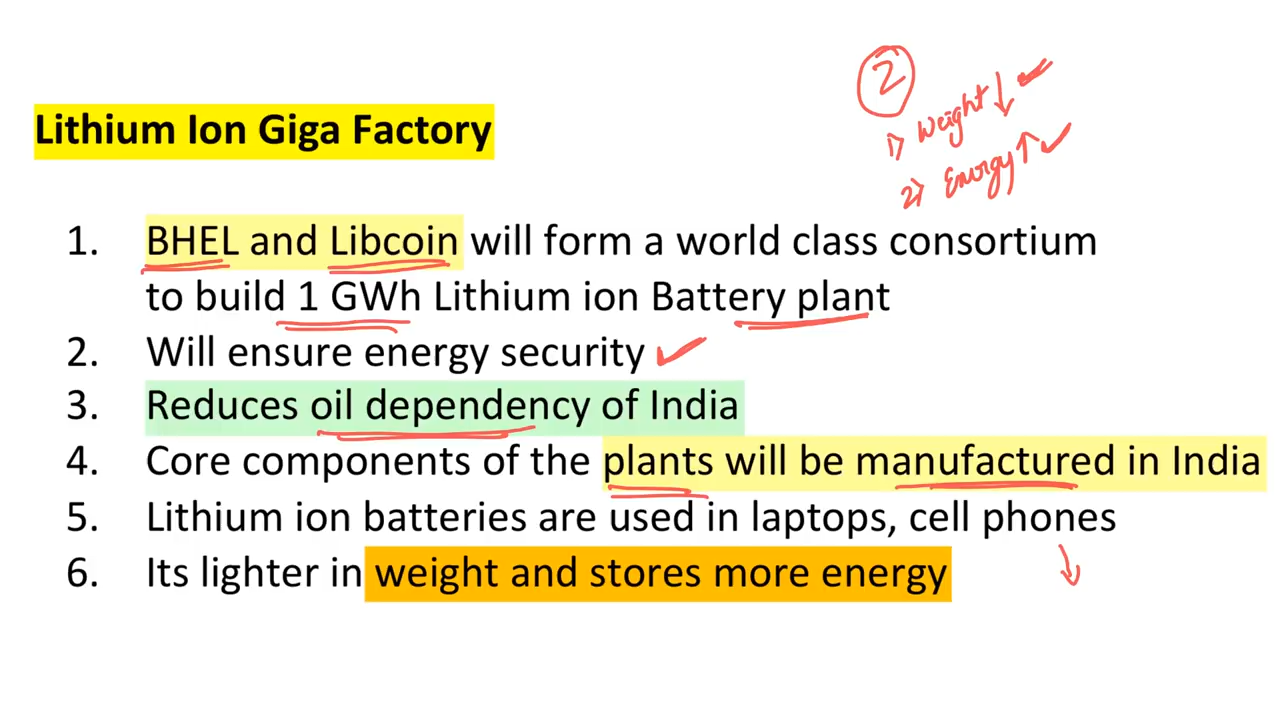 2
1) Weight ↓
2) Energy ↑
Lithium Ion Giga Factory
1. BHEL and Libcoin will form a world class consortium
to build 1 GWh Lithium ion Battery plant
2. Will ensure energy security
3. Reduces oil dependency of India
4. Core components of the plants will be manufactured in India
5. Lithium ion batteries are used in laptops, cell phones
6. Its lighter in weight and stores more energy